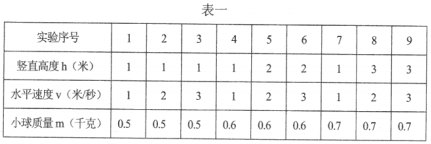 表一
实验序号 1 2 3 4 5 6 7 8 9
竖直高度 h（米） 1 1 1 1 2 2 1 3 3
水平速度 v（米/秒） 1 2 3 1 2 3 1 2 3
小球质量 m（千克） 0.5 0.5 0.5 0.6 0.6 0.6 0.7 0.7 0.7